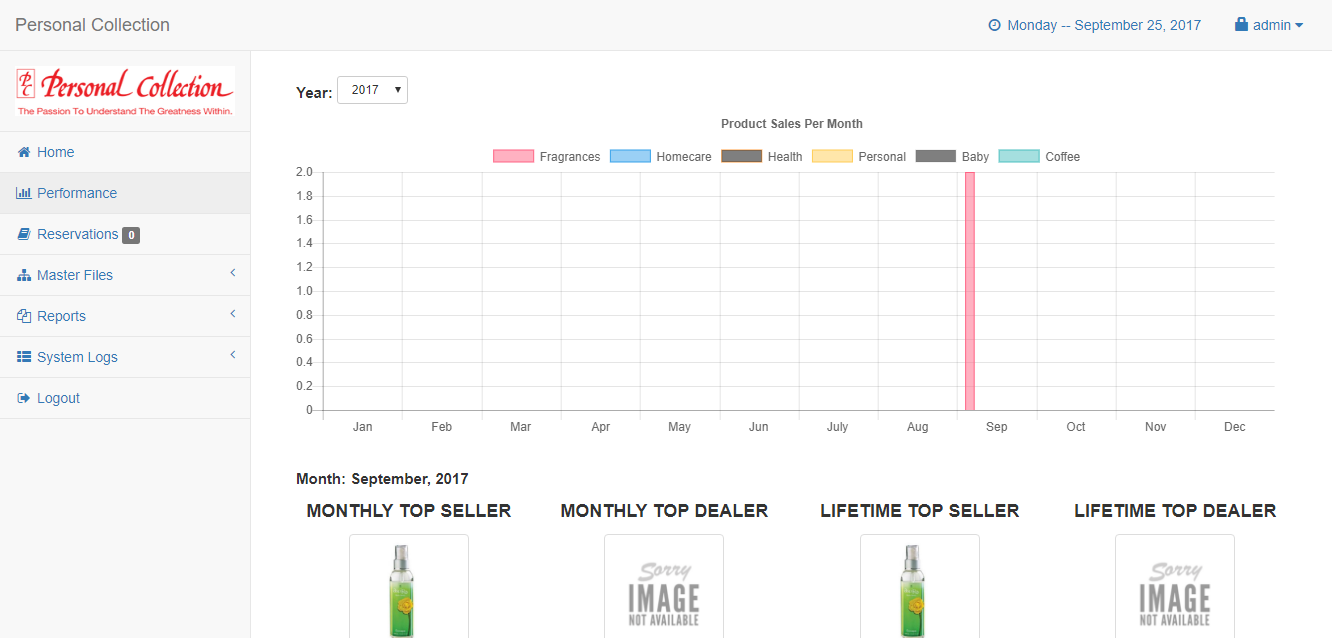 Personal Collection
Monday -- September 25, 2017
admin
PC Personal Collection
The Passion To Understand The Greatness Within.
Home
Performance
Reservations 0
Master Files
Reports
System Logs
Logout
Year: 2017
Product Sales Per Month
Fragrances Homecare Health Personal Baby Coffee
2.0
1.8
1.6
1.4
1.2
1.0
0.8
0.6
0.4
0.2
0
Jan Feb Mar Apr May Jun July Aug Sep Oct Nov Dec
Month: September, 2017
MONTHLY TOP SELLER MONTHLY TOP DEALER LIFETIME TOP SELLER LIFETIME TOP DEALER
Sorry
IMAGE
NOT AVAILABLE
Sorry
IMAGE
NOT AVAILABLE